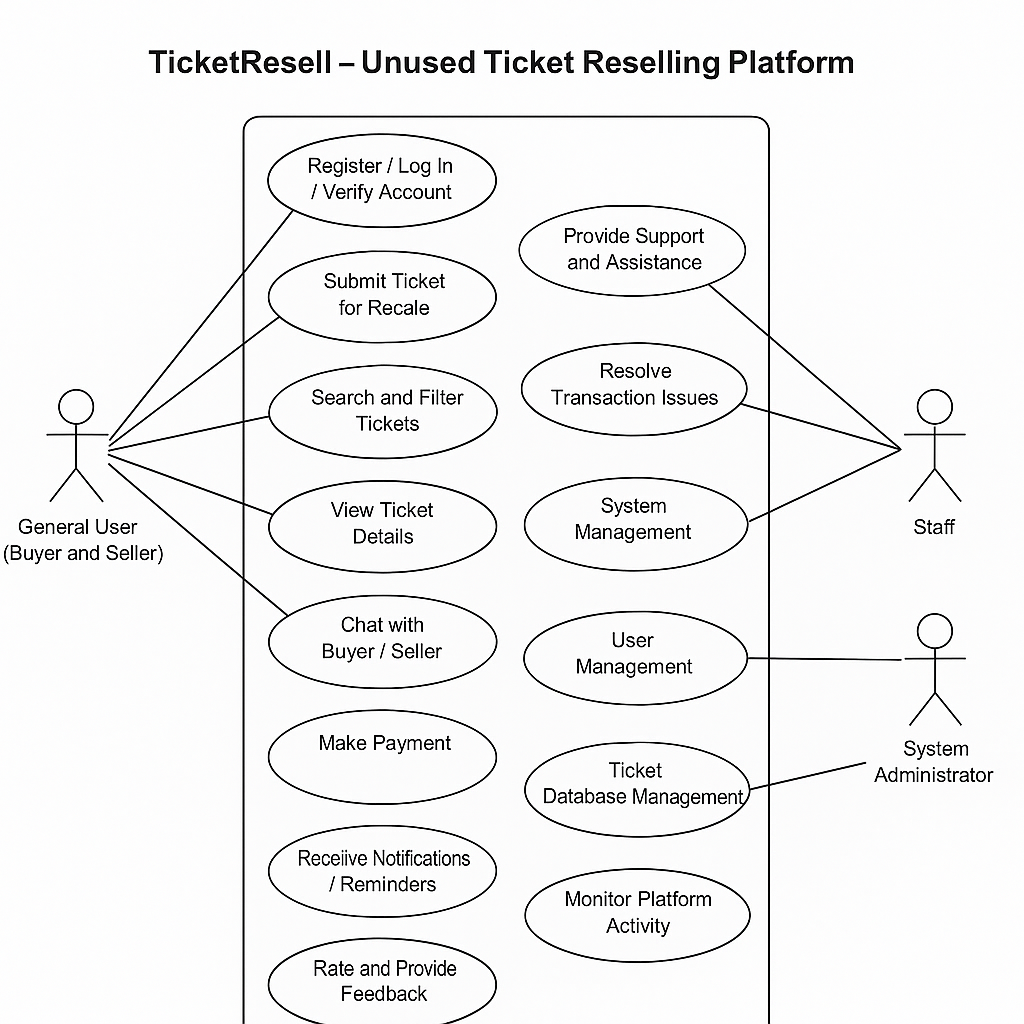 TicketResell – Unused Ticket Reselling Platform
Register / Log In
/ Verify Account
Submit Ticket
for Recale
Search and Filter
Tickets
View Ticket
Details
Chat with
Buyer / Seller
Make Payment
Receiive Notifications
/ Reminders
Rate and Provide
Feedback
Provide Support
and Assistance
Resolve
Transaction Issues
System
Management
User
Management
Ticket
Database Management
Monitor Platform
Activity
General User
(Buyer and Seller)
Staff
System
Administrator